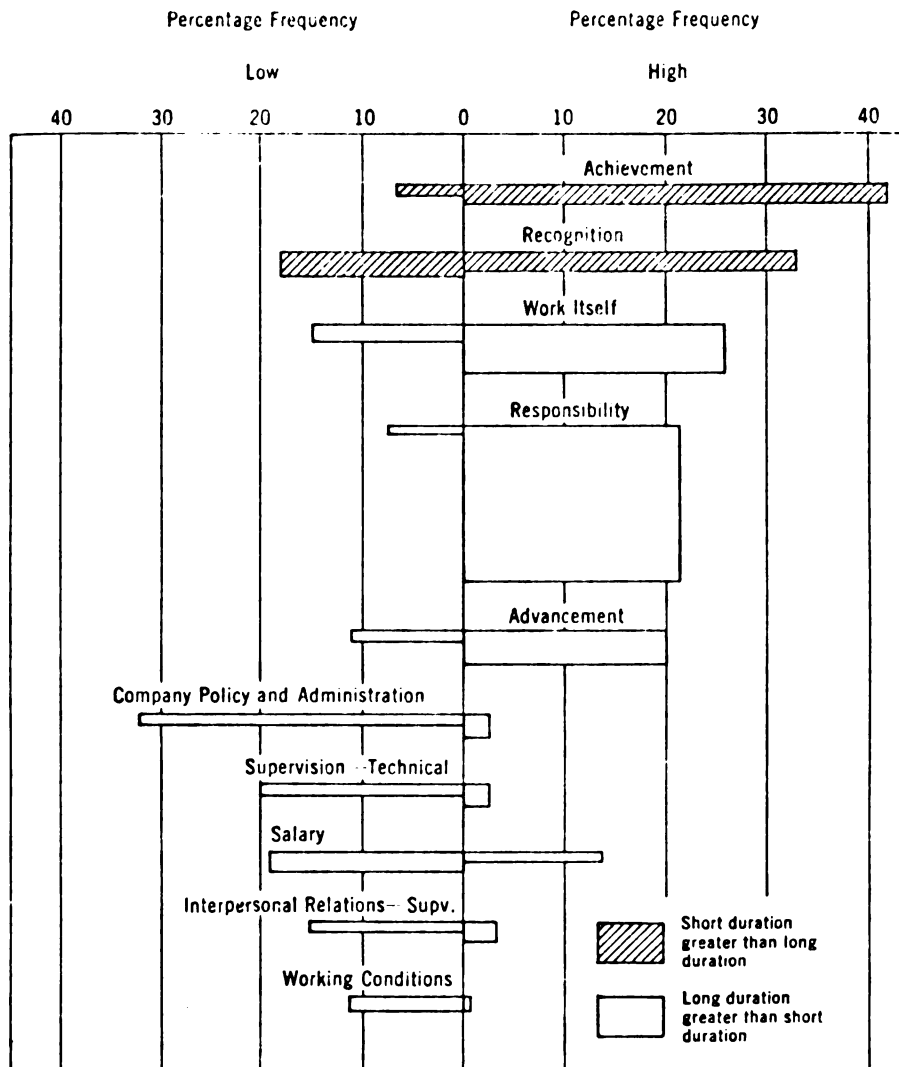 Percentage Frequency Percentage Frequency
Low High
40 30 20 10 0 10 20 30 40
Achievement
Recognition
Work Itself
Responsibility
Advancement
Company Policy and Administration
Supervision--Technical
Salary
Interpersonal Relations--Supv.
Working Conditions
Short duration
greater than long
duration
Long duration
greater than short
duration